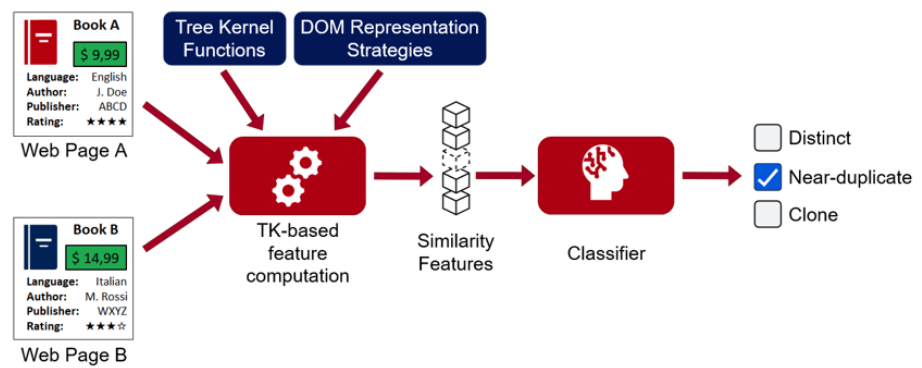 Book A
$ 9,99
Language: English
Author: J. Doe
Publisher: ABCD
Rating: ★★★★
Web Page A
Tree Kernel
Functions
DOM Representation
Strategies
Book B
$ 14,99
Language: Italian
Author: M. Rossi
Publisher: WXYZ
Rating: ★★★☆
Web Page B
TK-based
feature
computation
Similarity
Features
Classifier
Distinct
Near-duplicate
Clone